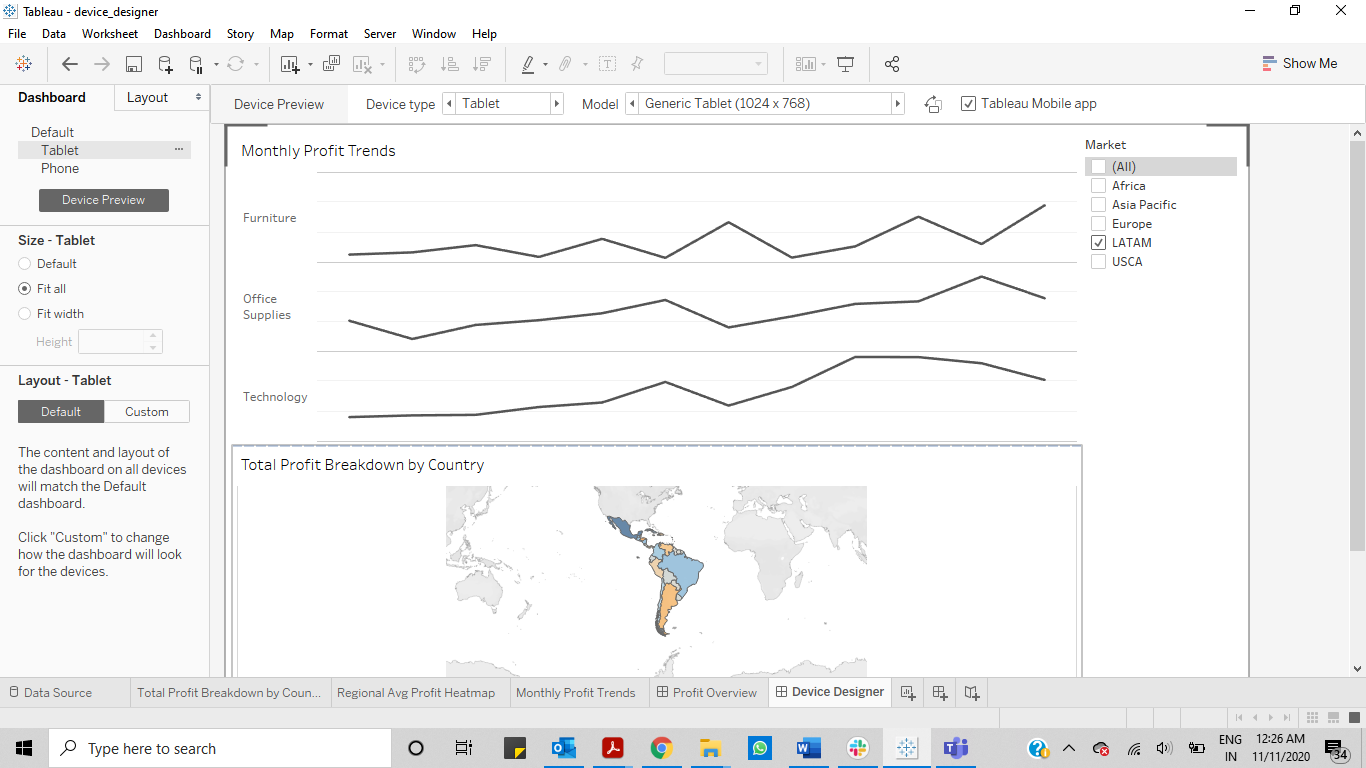 Tableau - device_designer
File Data Worksheet Dashboard Story Map Format Server Window Help
Show Me
Dashboard Layout
Device Preview Device type Tablet Model Generic Tablet (1024 x 768) Tableau Mobile app
Default
Tablet
Phone
Device Preview
Size - Tablet
Default
Fit all
Fit width
Height
Layout - Tablet
Default Custom
The content and layout of
the dashboard on all devices
will match the Default
dashboard.
Click "Custom" to change
how the dashboard will look
for the devices.
Monthly Profit Trends
Furniture
Office
Supplies
Technology
Market
(All)
Africa
Asia Pacific
Europe
LATAM
USCA
Total Profit Breakdown by Country
Data Source Total Profit Breakdown by Coun... Regional Avg Profit Heatmap Monthly Profit Trends Profit Overview Device Designer
Type here to search
ENG
IN
12:26 AM
11/11/2020
34